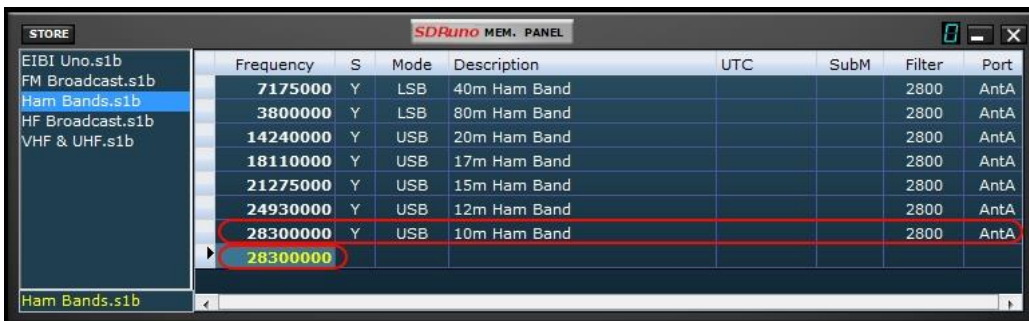 STORE SDRuno MEM. PANEL 0
EIBI Uno.s1b
FM Broadcast.s1b
Ham Bands.s1b
HF Broadcast.s1b
VHF & UHF.s1b
Frequency S Mode Description UTC SubM Filter Port
7175000 Y LSB 40m Ham Band 2800 AntA
3800000 Y LSB 80m Ham Band 2800 AntA
14240000 Y USB 20m Ham Band 2800 AntA
18110000 Y USB 17m Ham Band 2800 AntA
21275000 Y USB 15m Ham Band 2800 AntA
24930000 Y USB 12m Ham Band 2800 AntA
28300000 Y USB 10m Ham Band 2800 AntA
28300000
Ham Bands.s1b